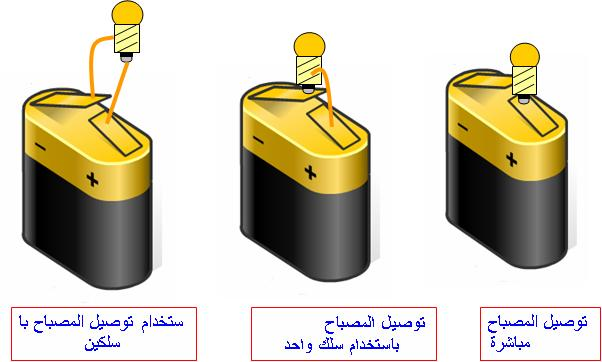 توصيل المصباح
مباشرة
توصيل المصباح
باستخدام سلك واحد
ستخدام توصيل المصباح با
سلكين
- +
- +
- +